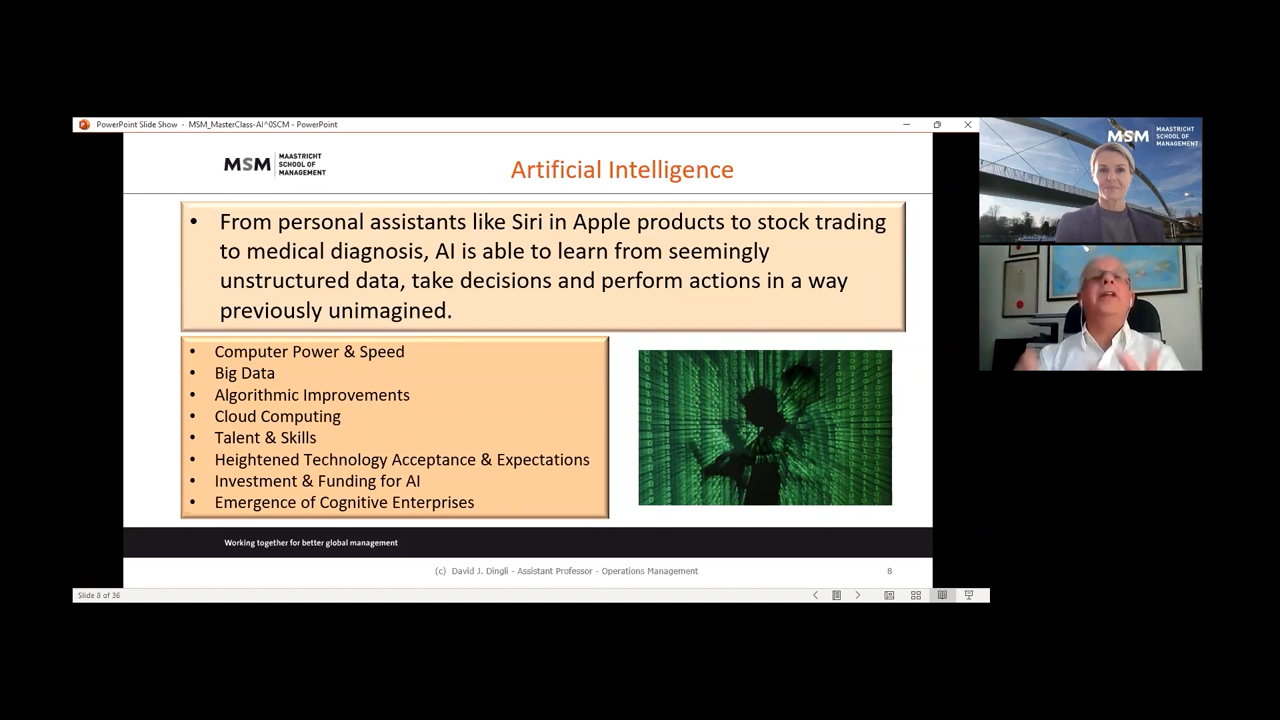 PowerPoint Slide Show - MSM_MasterClass-AI^0SCM - PowerPoint
MSM
MAASTRICHT
SCHOOL OF
MANAGEMENT
Artificial Intelligence
• From personal assistants like Siri in Apple products to stock trading
to medical diagnosis, AI is able to learn from seemingly
unstructured data, take decisions and perform actions in a way
previously unimagined.
• Computer Power & Speed
• Big Data
• Algorithmic Improvements
• Cloud Computing
• Talent & Skills
• Heightened Technology Acceptance & Expectations
• Investment & Funding for AI
• Emergence of Cognitive Enterprises
Working together for better global management
(c) David J. Dingli - Assistant Professor - Operations Management
8
Slide 8 of 36
MSM
MAASTRICHT
SCHOOL OF
MANAGEMENT